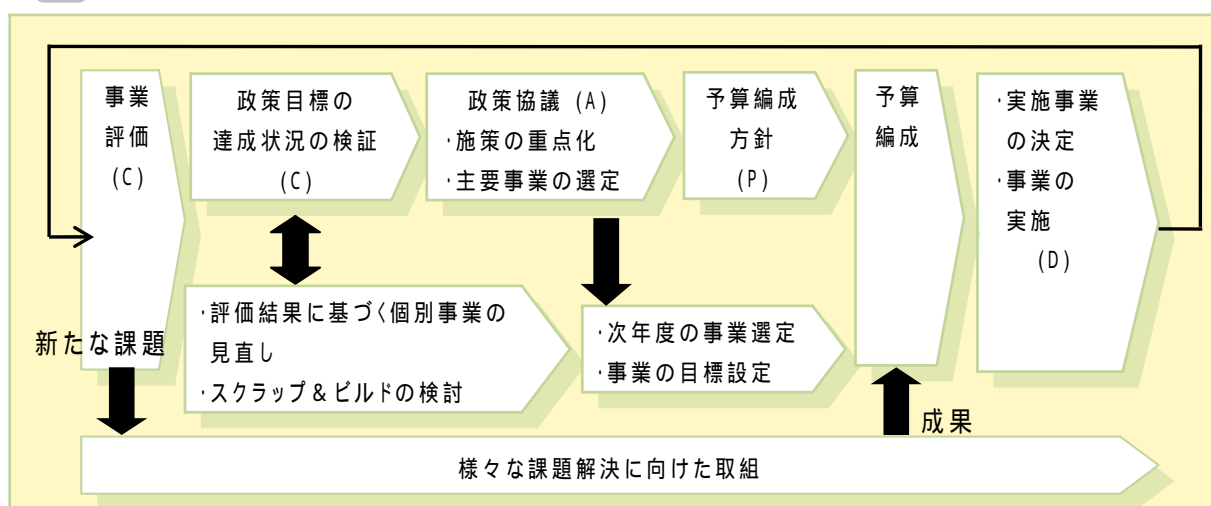 事業
評価
(C)
政策目標の
達成状況の検証
(C)
政策協議 (A)
·施策の重点化
·主要事業の選定
予算編成
方針
(P)
予算
編成
·実施事業
の決定
·事業の
実施
(D)
·評価結果に基づく個別事業の
見直し
·スクラップ&ビルドの検討
·次年度の事業選定
·事業の目標設定
新たな課題
成果
様々な課題解決に向けた取組